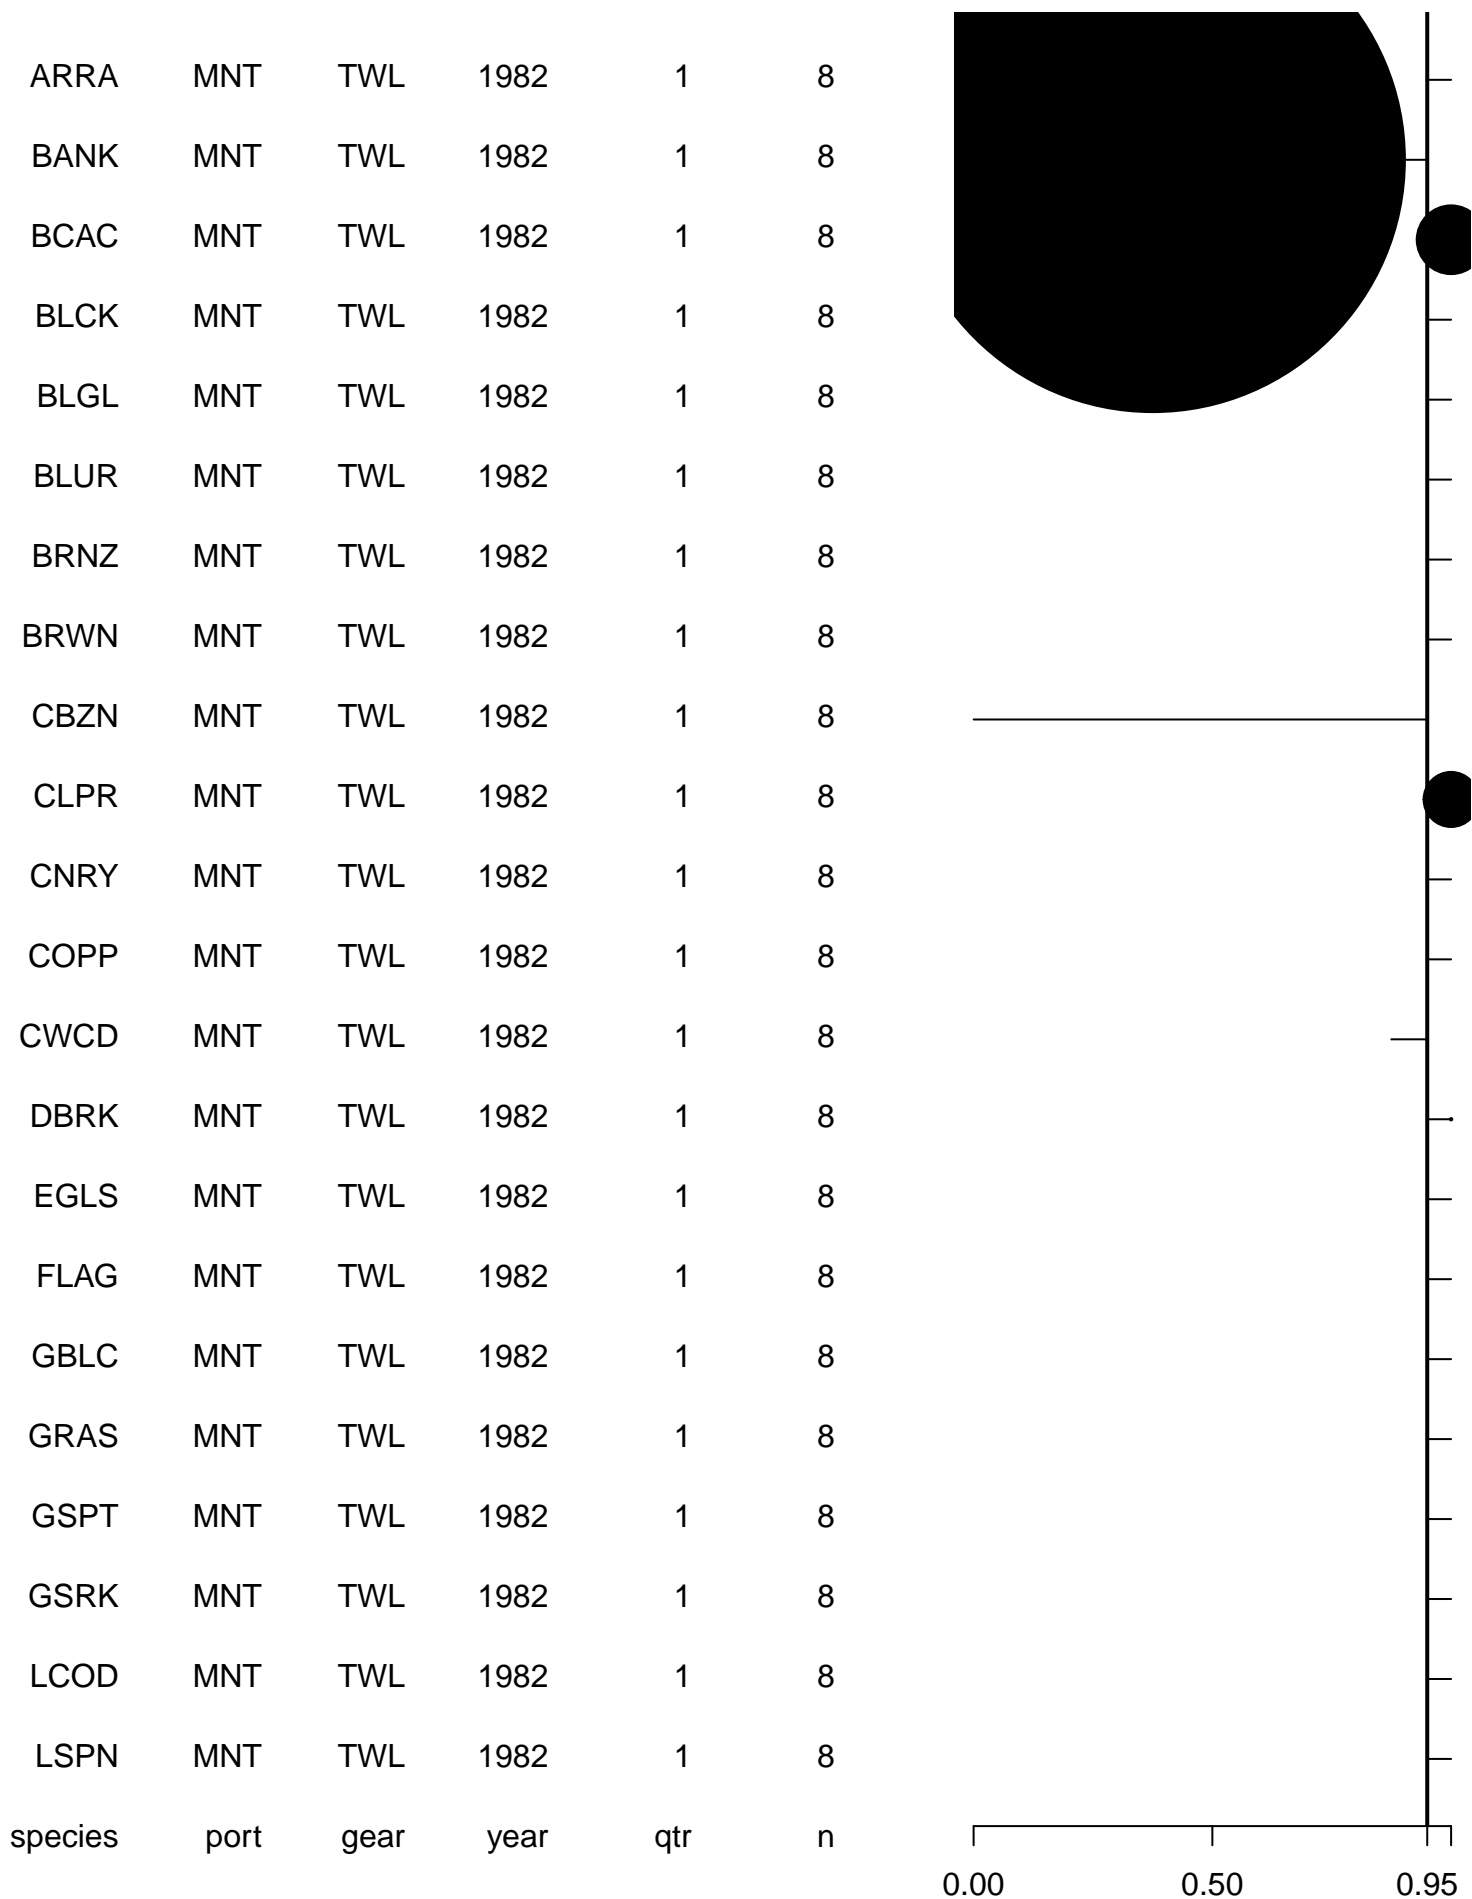 ARRA MNT TWL 1982 1 8
BANK MNT TWL 1982 1 8
BCAC MNT TWL 1982 1 8
BLCK MNT TWL 1982 1 8
BLGL MNT TWL 1982 1 8
BLUR MNT TWL 1982 1 8
BRNZ MNT TWL 1982 1 8
BRWN MNT TWL 1982 1 8
CBZN MNT TWL 1982 1 8
CLPR MNT TWL 1982 1 8
CNRY MNT TWL 1982 1 8
COPP MNT TWL 1982 1 8
CWCD MNT TWL 1982 1 8
DBRK MNT TWL 1982 1 8
EGLS MNT TWL 1982 1 8
FLAG MNT TWL 1982 1 8
GBLC MNT TWL 1982 1 8
GRAS MNT TWL 1982 1 8
GSPT MNT TWL 1982 1 8
GSRK MNT TWL 1982 1 8
LCOD MNT TWL 1982 1 8
LSPN MNT TWL 1982 1 8
species port gear year qtr n
0.00 0.50 0.95